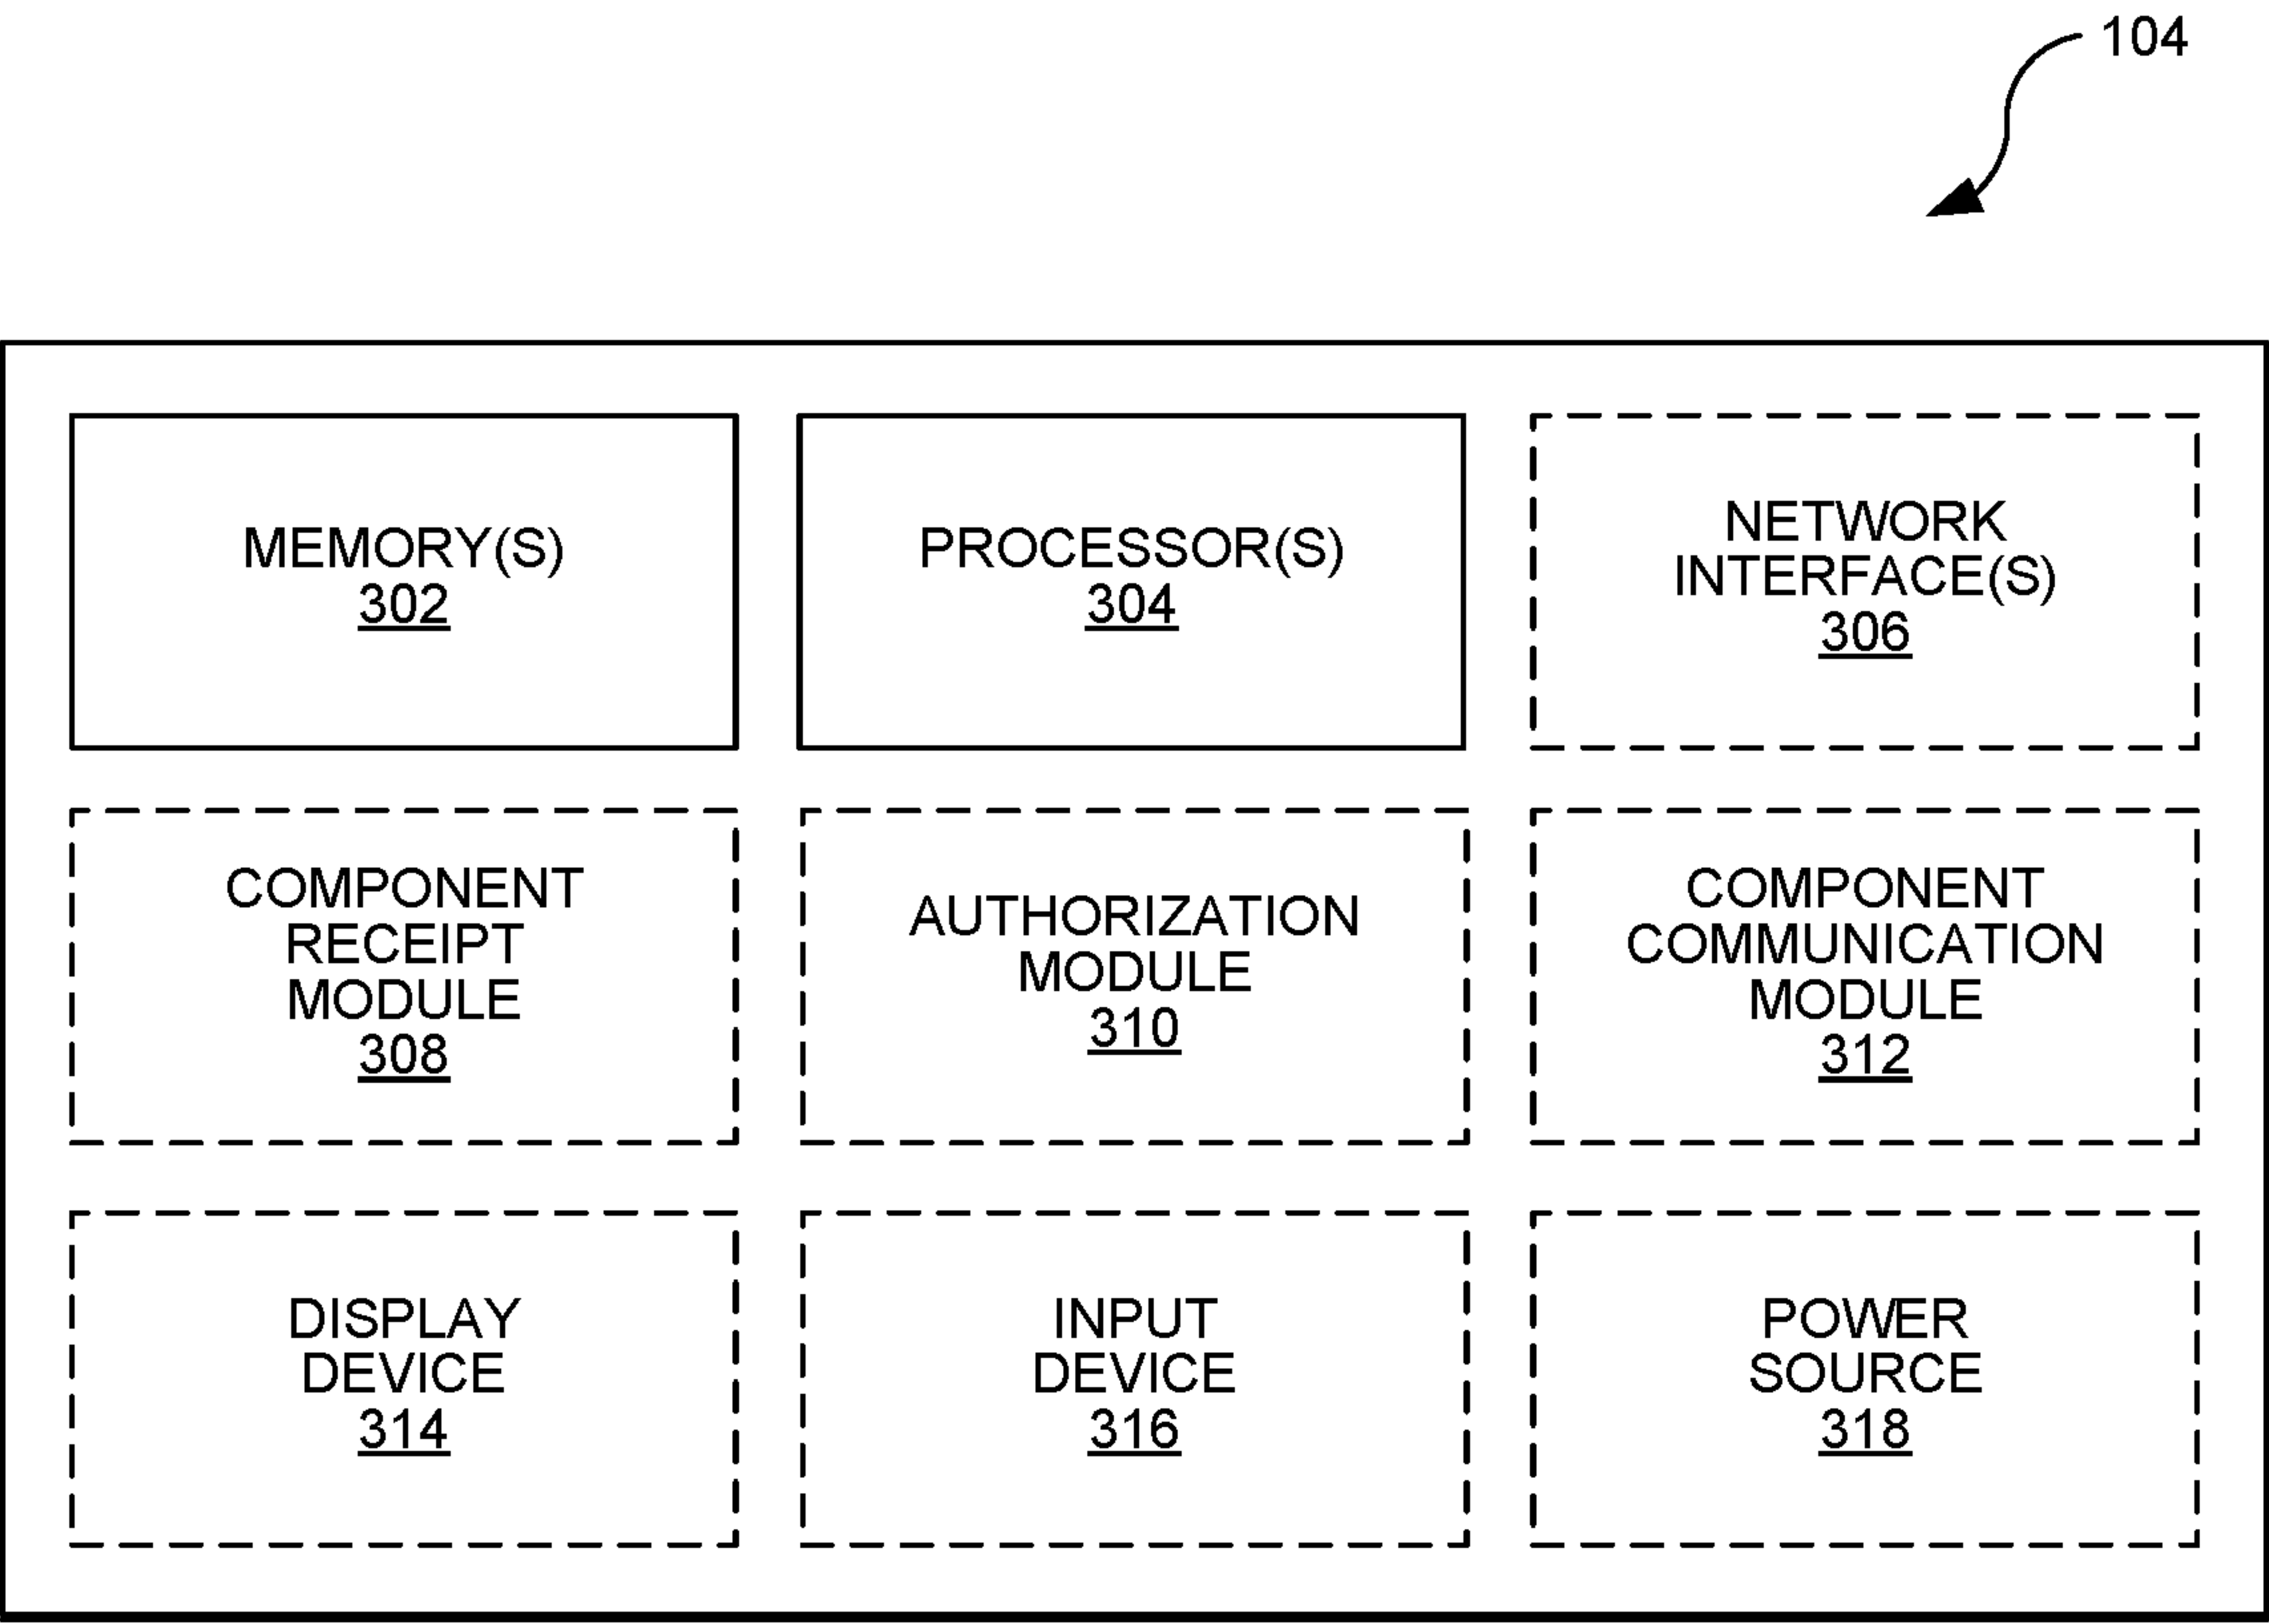 104
MEMORY(S)
302
PROCESSOR(S)
304
NETWORK
INTERFACE(S)
306
COMPONENT
RECEIPT
MODULE
308
AUTHORIZATION
MODULE
310
COMPONENT
COMMUNICATION
MODULE
312
DISPLAY
DEVICE
314
INPUT
DEVICE
316
POWER
SOURCE
318